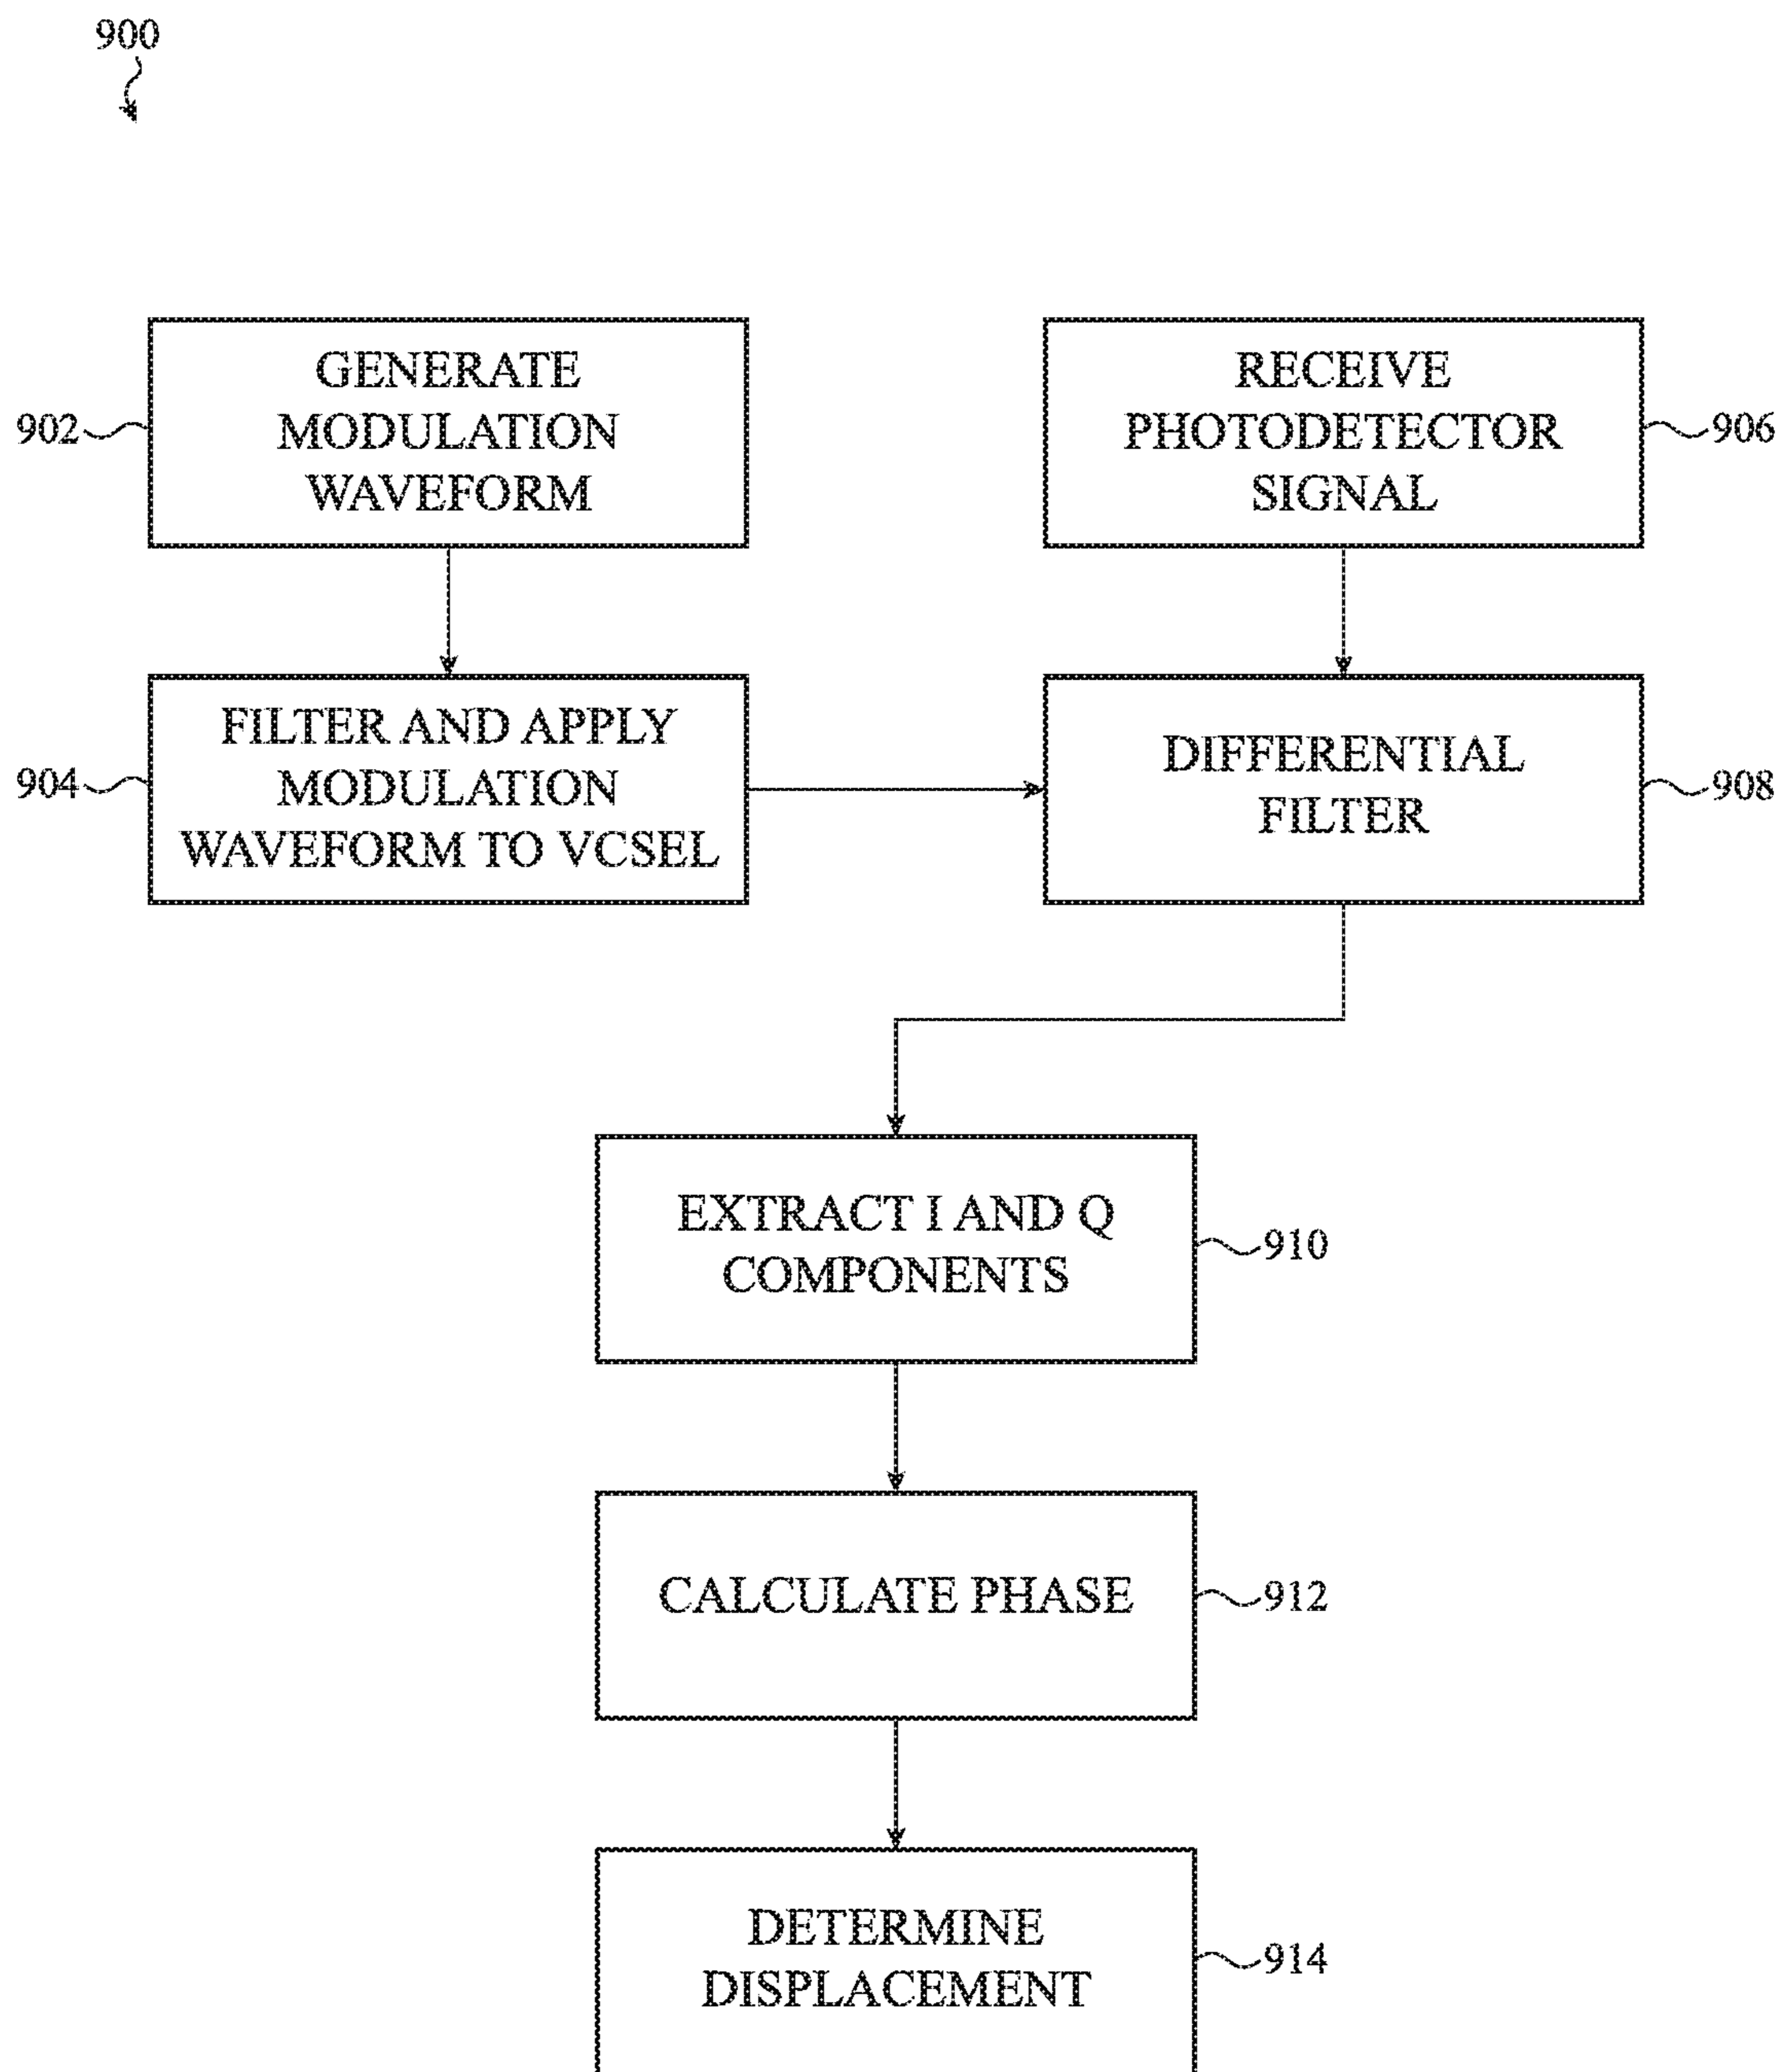 900
GENERATE
MODULATION
WAVEFORM
902
RECEIVE
PHOTODETECTOR
SIGNAL
906
FILTER AND APPLY
MODULATION
WAVEFORM TO VCSEL
904
DIFFERENTIAL
FILTER
908
EXTRACT I AND Q
COMPONENTS
910
CALCULATE PHASE
912
DETERMINE
DISPLACEMENT
914